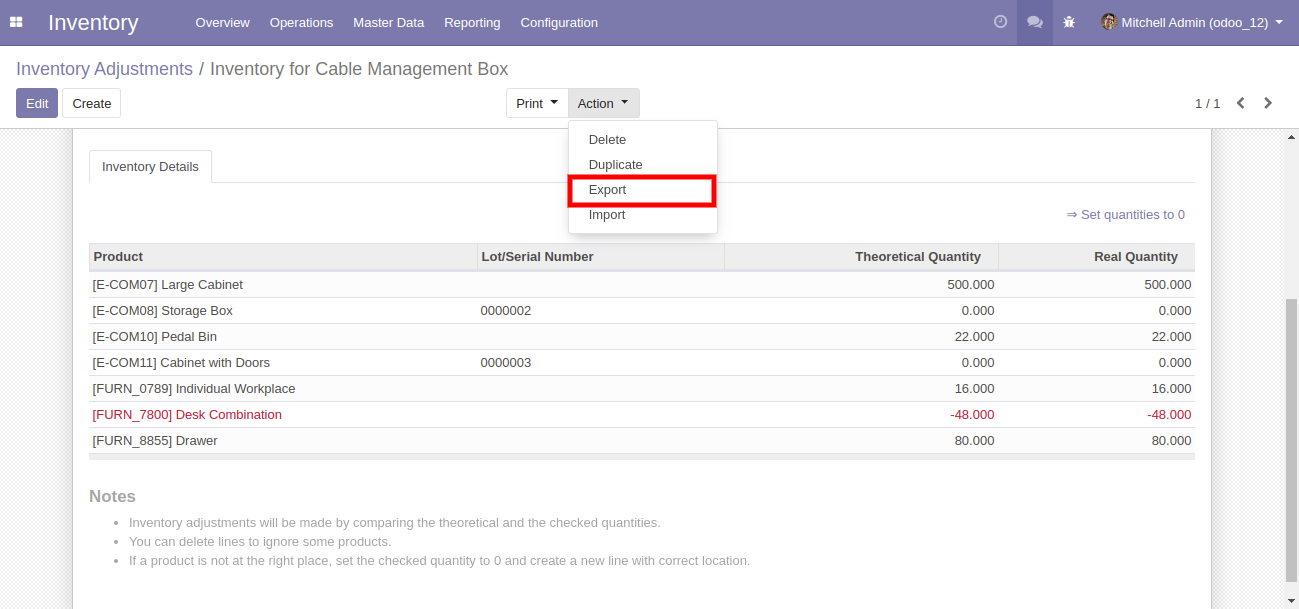 Inventory Overview Operations Master Data Reporting Configuration Mitchell Admin (odoo_12)
Inventory Adjustments / Inventory for Cable Management Box
Edit Create Print Action 1 / 1
Delete
Duplicate
Export
Import
Inventory Details
⇒ Set quantities to 0
Product Lot/Serial Number Theoretical Quantity Real Quantity
[E-COM07] Large Cabinet 500.000 500.000
[E-COM08] Storage Box 0000002 0.000 0.000
[E-COM10] Pedal Bin 22.000 22.000
[E-COM11] Cabinet with Doors 0000003 0.000 0.000
[FURN_0789] Individual Workplace 16.000 16.000
[FURN_7800] Desk Combination -48.000 -48.000
[FURN_8855] Drawer 80.000 80.000
Notes
• Inventory adjustments will be made by comparing the theoretical and the checked quantities.
• You can delete lines to ignore some products.
• If a product is not at the right place, set the checked quantity to 0 and create a new line with correct location.